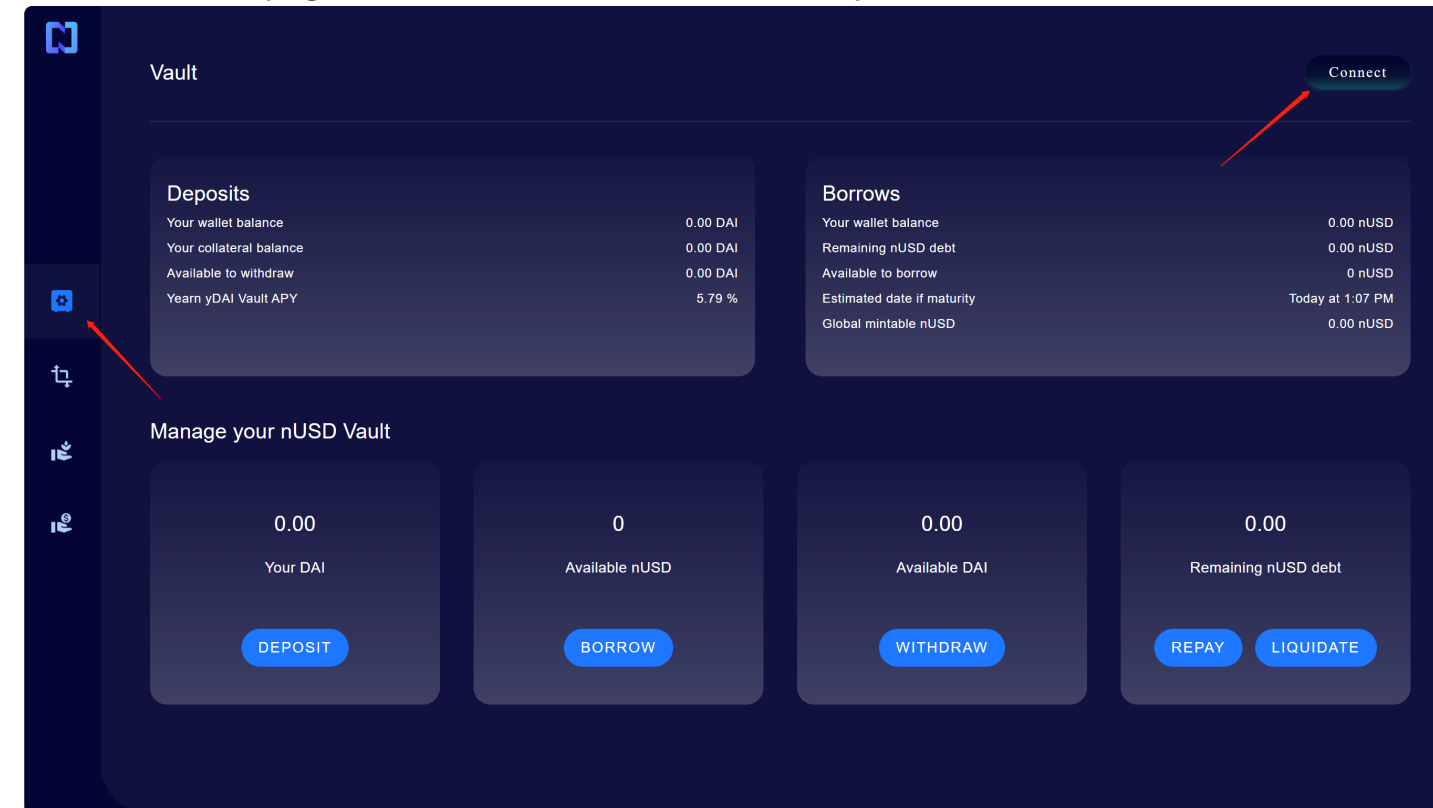 Vault
Connect
Deposits
Your wallet balance 0.00 DAI
Your collateral balance 0.00 DAI
Available to withdraw 0.00 DAI
Yearn yDAI Vault APY 5.79 %
Borrows
Your wallet balance 0.00 nUSD
Remaining nUSD debt 0.00 nUSD
Available to borrow 0 nUSD
Estimated date if maturity Today at 1:07 PM
Global mintable nUSD 0.00 nUSD
Manage your nUSD Vault
0.00
Your DAI
DEPOSIT
0
Available nUSD
BORROW
0.00
Available DAI
WITHDRAW
0.00
Remaining nUSD debt
REPAY LIQUIDATE